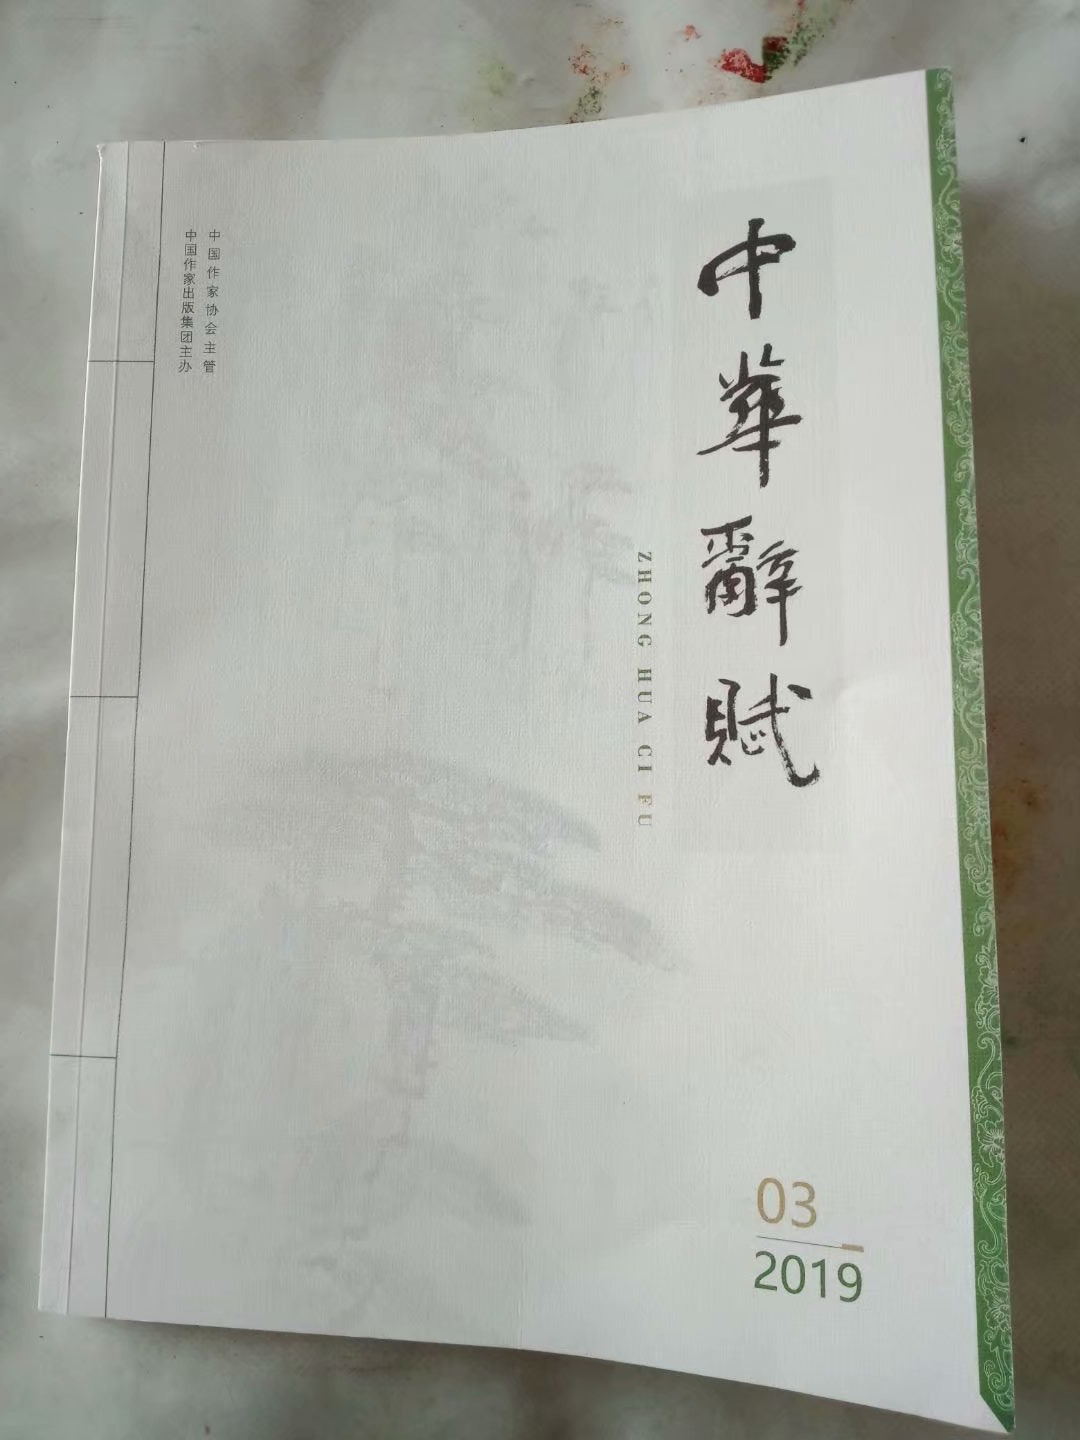 中華辭賦
ZHONG HUA CI FU
中国作家协会主管
中国作家出版集团主办
03
2019